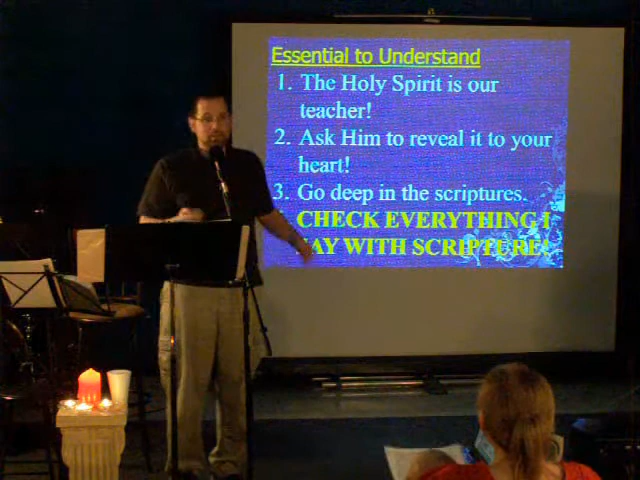 Essential to Understand
1. The Holy Spirit is our
teacher!
2. Ask Him to reveal it to your
heart!
3. Go deep in the scriptures.
CHECK EVERYTHING I
AY WITH SCRIPTURE!